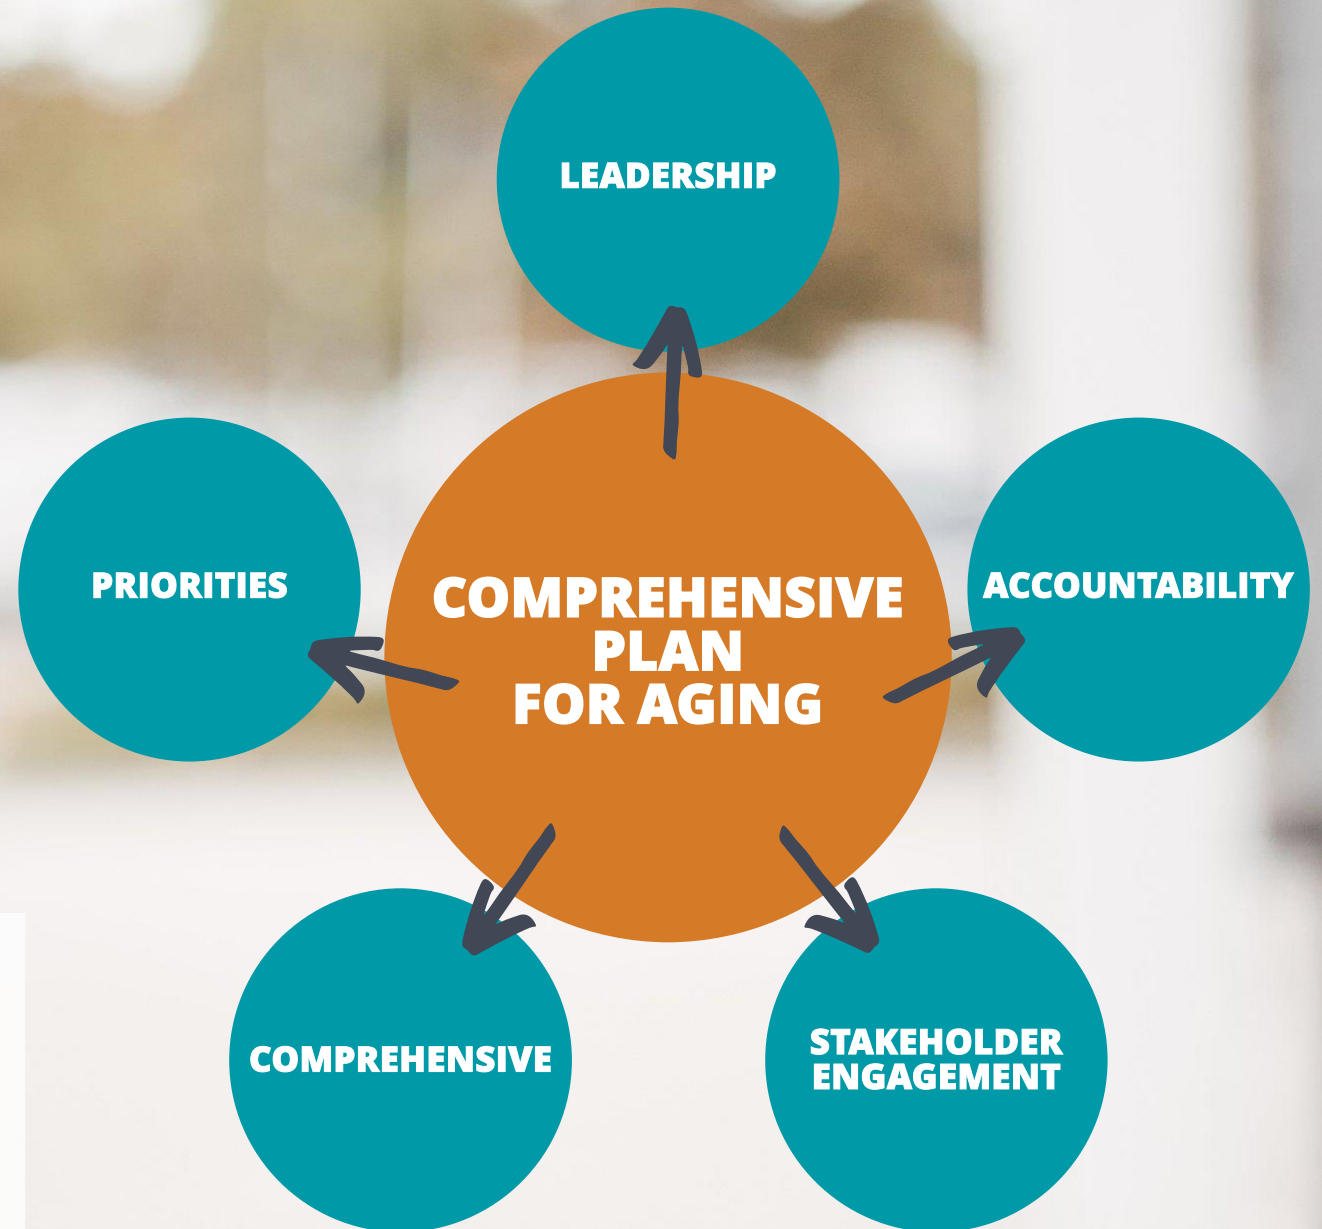 LEADERSHIP
PRIORITIES
COMPREHENSIVE
PLAN
FOR AGING
ACCOUNTABILITY
COMPREHENSIVE
STAKEHOLDER
ENGAGEMENT